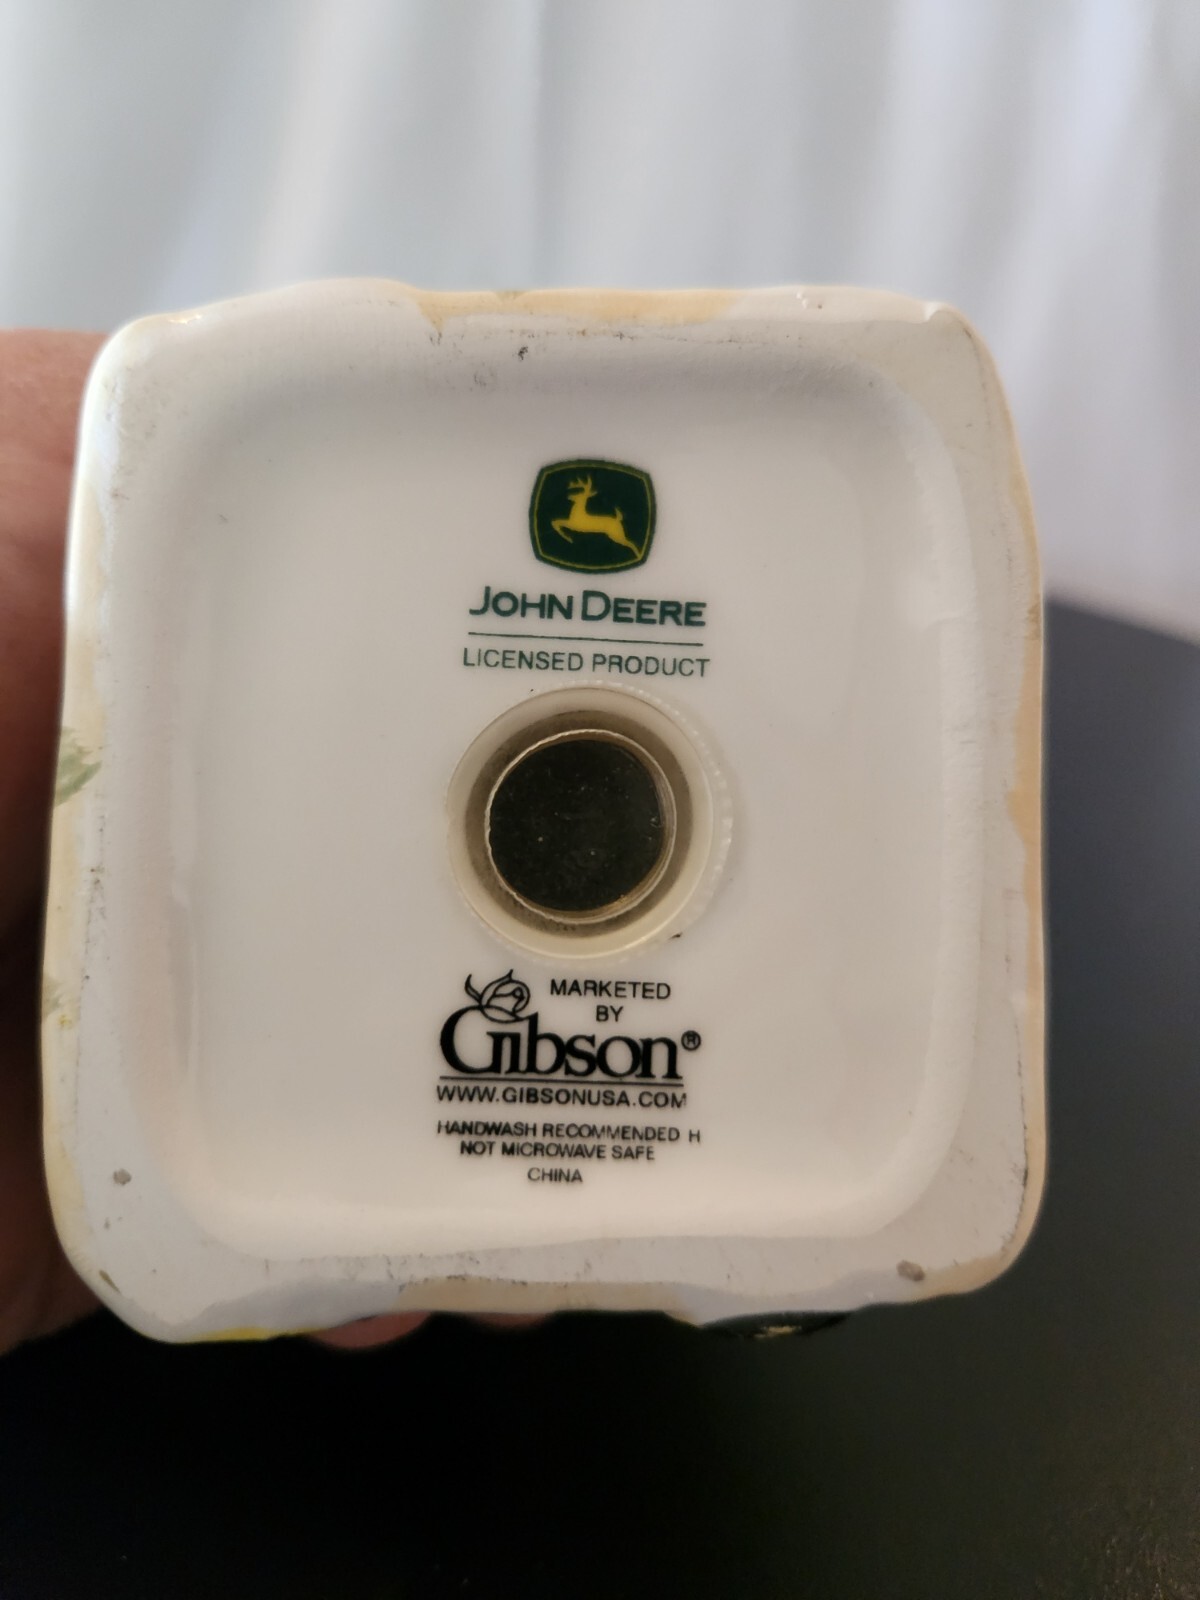 JOHN DEERE
LICENSED PRODUCT
MARKETED
BY
Gibson®
WWW.GIBSONUSA.COM
HANDWASH RECOMMENDED H
NOT MICROWAVE SAFE
CHINA